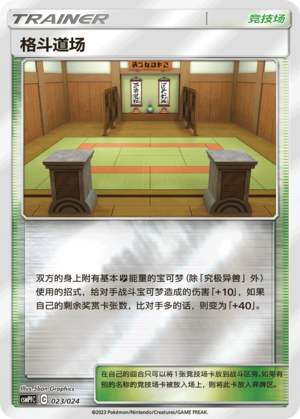 TRAINER
竞技场
格斗道场
双方的身上附有基本能量的宝可梦(除「究极异兽」外)
使用的招式,给对手战斗宝可梦造成的伤害「+10」,如果
自己的剩余奖赏卡张数,比对手多的话,则变为「+40」。
在自己的回合只可以将1张竞技场卡放到战斗区旁。如果有
别的名称的竞技场卡被放入场上,则将此卡放入弃牌区。
Illus. 5ban Graphics
CSMPiC C 023/024
©2023 Pokémon/Nintendo/Creatures/GAME FREAK.